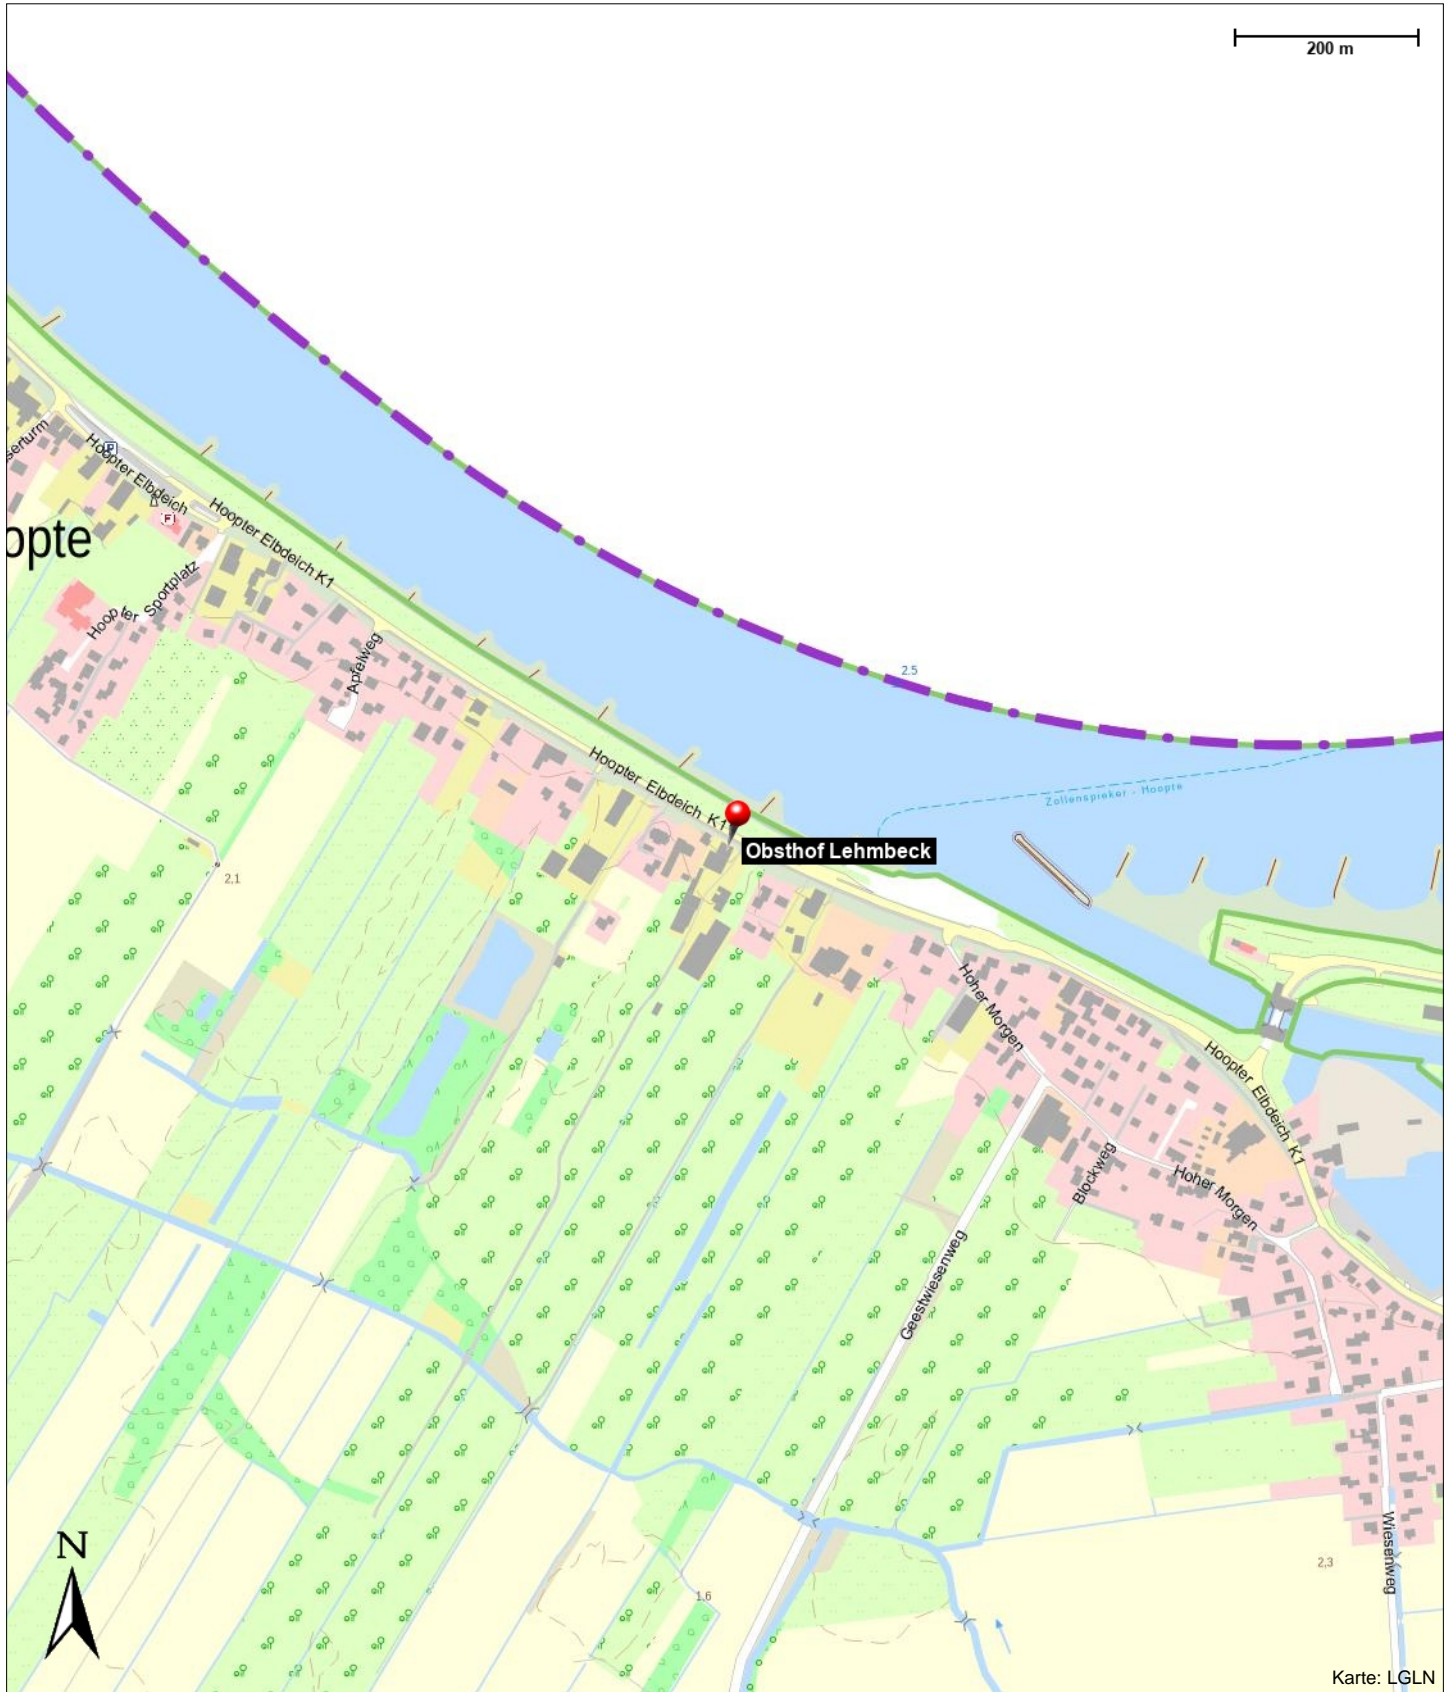 200 m
serturm
P
Hoopter Elbdeich
Hoopter Elbdeich K1
F
opte
Hoopter Sportplatz
Apfelweg
2.5
Hoopter Elbdeich K1
Zollenspieker - Hoopte
Obsthof Lehmbeck
2,1
Hoher Morgen
Hoopter Elbdeich K1
Blockweg
Hoher Morgen
Geestwiesenweg
Wiesenweg
N
2,3
1,6
Karte: LGLN